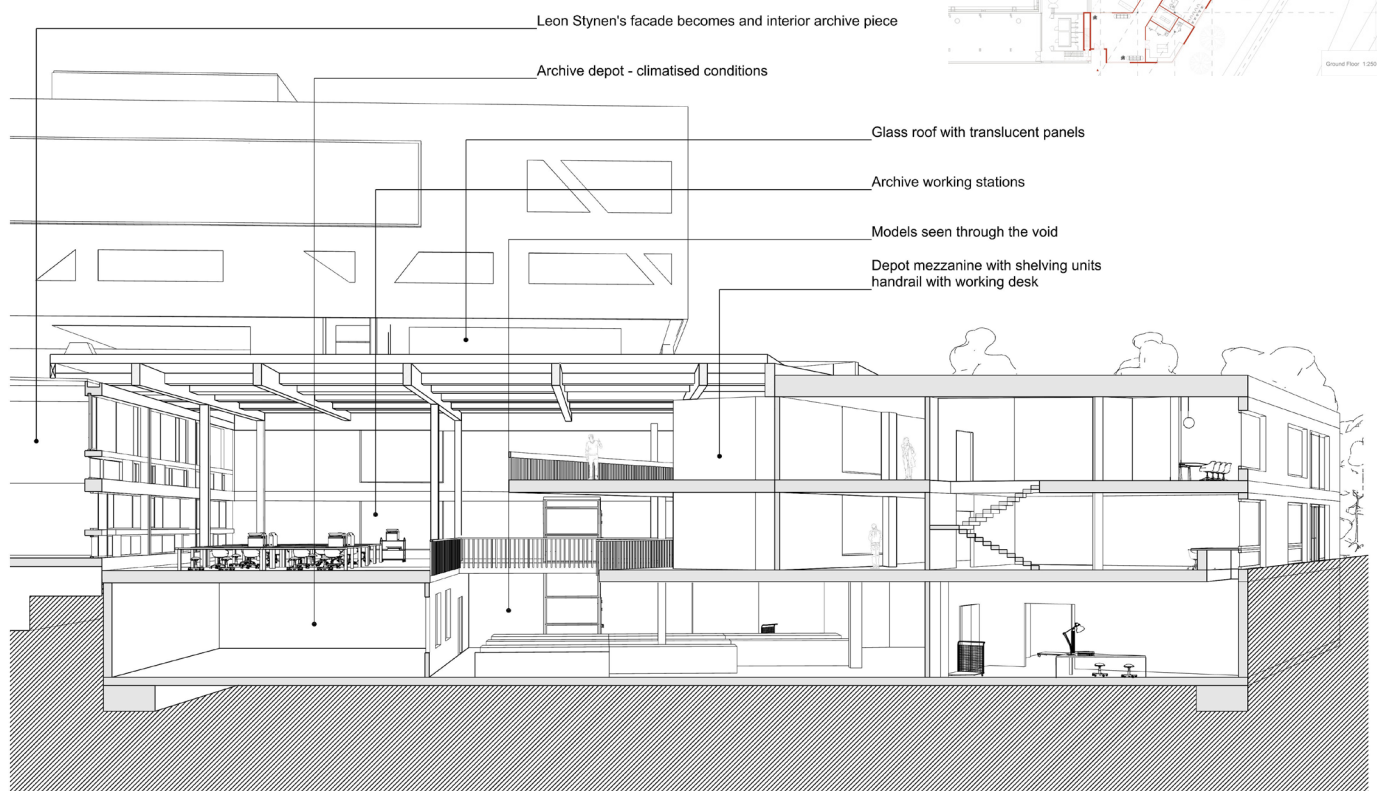 Leon Stynen's facade becomes and interior archive piece
Archive depot - climatised conditions
Ground Floor 1:250
Glass roof with translucent panels
Archive working stations
Models seen through the void
Depot mezzanine with shelving units
handrail with working desk